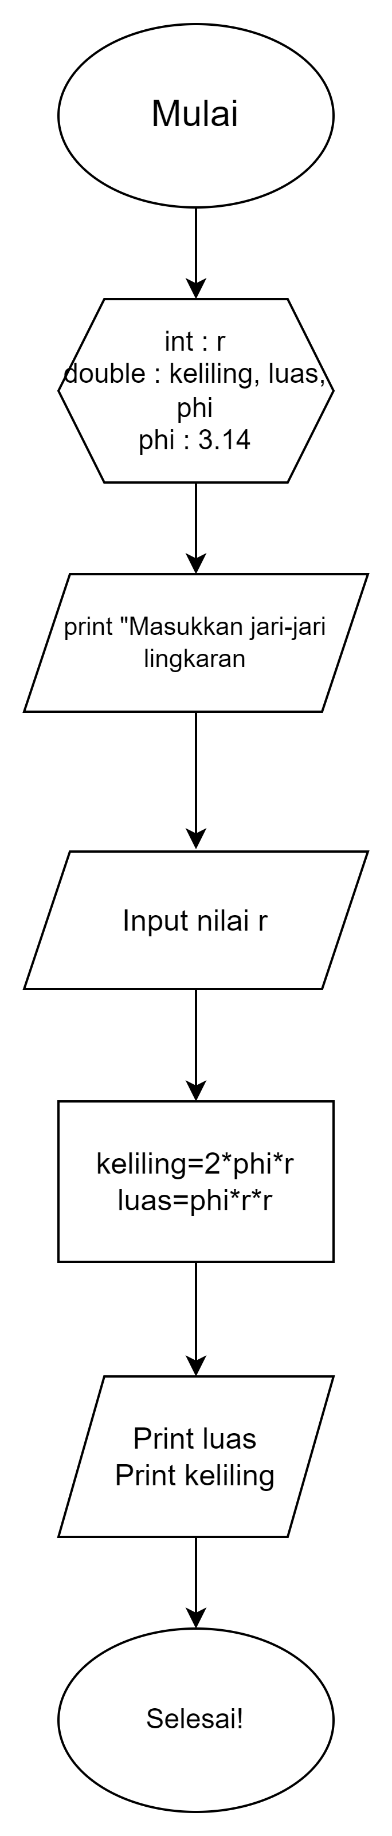 Mulai
int : r
double : keliling, luas,
phi
phi : 3.14
print "Masukkan jari-jari
lingkaran
Input nilai r
keliling=2*phi*r
luas=phi*r*r
Print luas
Print keliling
Selesai!